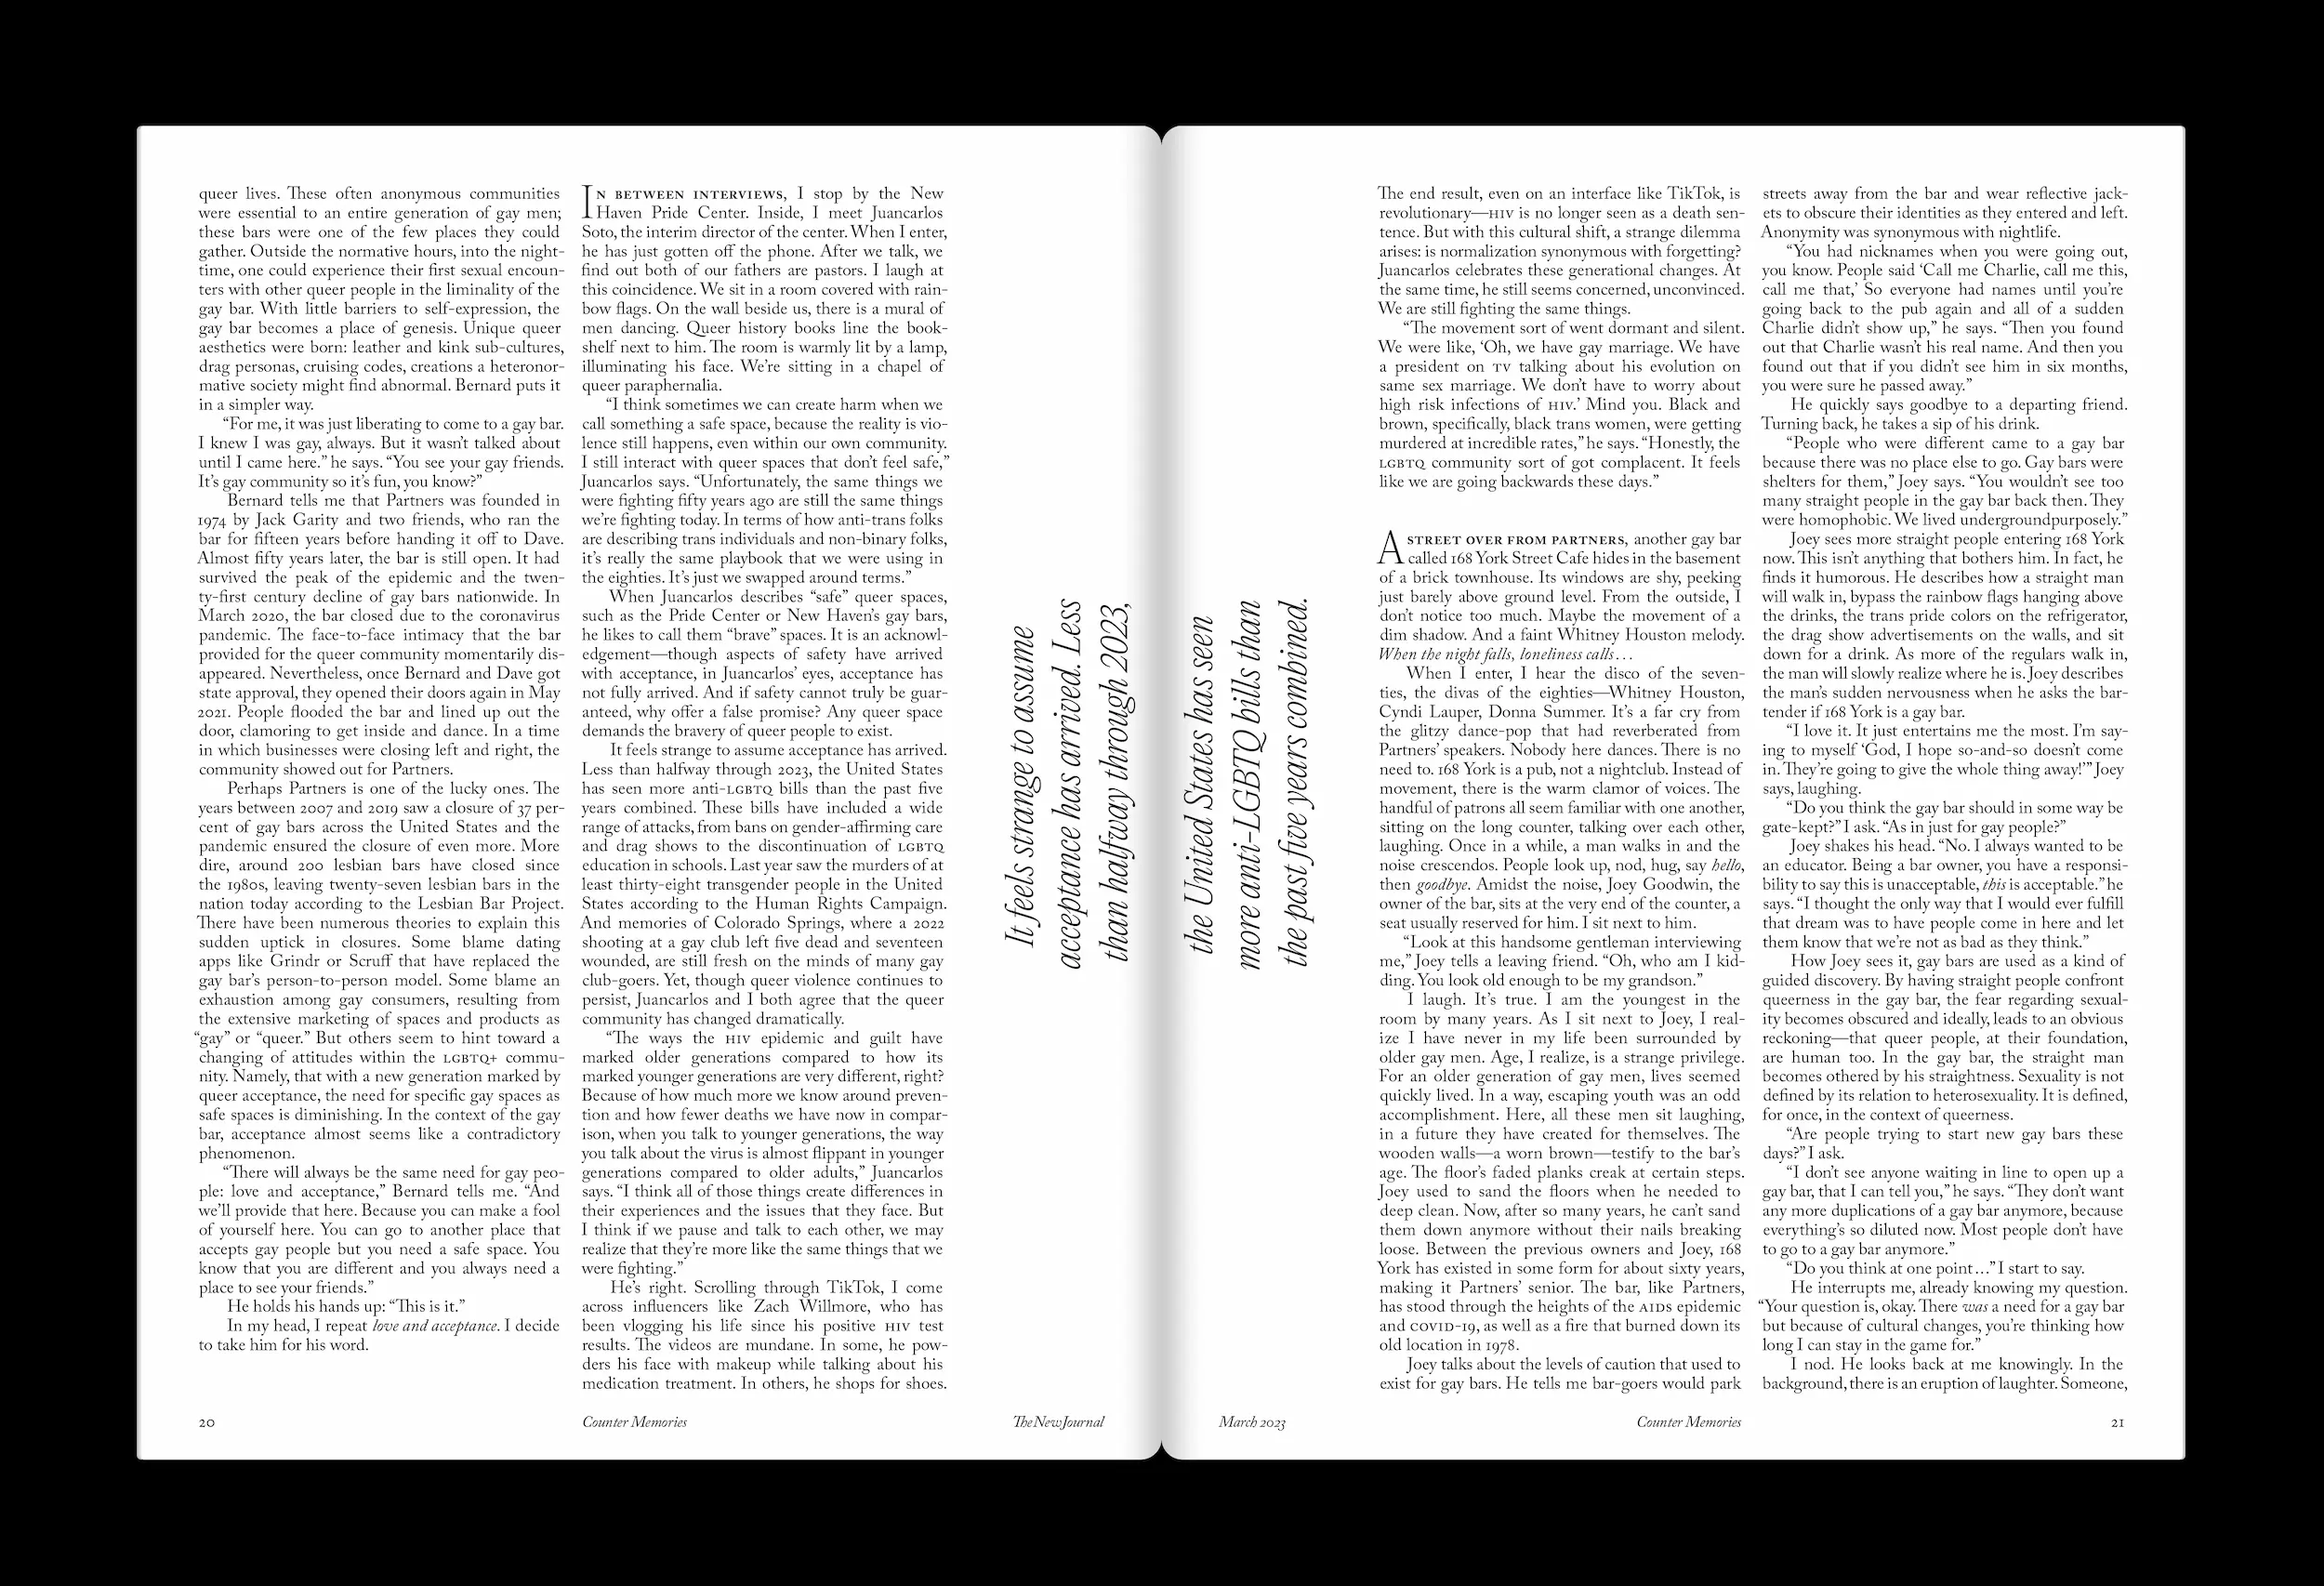 queer lives. These often anonymous communities
were essential to an entire generation of gay men;
these bars were one of the few places they could
gather. Outside the normative hours, into the night-
time, one could experience their first sexual encoun-
ters with other queer people in the liminality of the
gay bar. With little barriers to self-expression, the
gay bar becomes a place of genesis. Unique queer
aesthetics were born: leather and kink sub-cultures,
drag personas, cruising codes, creations a heteronor-
mative society might find abnormal. Bernard puts it
in a simpler way.
“For me, it was just liberating to come to a gay bar.
I knew I was gay, always. But it wasn’t talked about
until I came here.” he says. “You see your gay friends.
It’s gay community so it’s fun, you know?”
Bernard tells me that Partners was founded in
1974 by Jack Garity and two friends, who ran the
bar for fifteen years before handing it off to Dave.
Almost fifty years later, the bar is still open. It had
survived the peak of the epidemic and the twen-
ty-first century decline of gay bars nationwide. In
March 2020, the bar closed due to the coronavirus
pandemic. The face-to-face intimacy that the bar
provided for the queer community momentarily dis-
appeared. Nevertheless, once Bernard and Dave got
state approval, they opened their doors again in May
2021. People flooded the bar and lined up out the
door, clamoring to get inside and dance. In a time
in which businesses were closing left and right, the
community showed out for Partners.
Perhaps Partners is one of the lucky ones. The
years between 2007 and 2019 saw a closure of 37 per-
cent of gay bars across the United States and the
pandemic ensured the closure of even more. More
dire, around 200 lesbian bars have closed since
the 1980s, leaving twenty-seven lesbian bars in the
nation today according to the Lesbian Bar Project.
There have been numerous theories to explain this
sudden uptick in closures. Some blame dating
apps like Grindr or Scruff that have replaced the
gay bar’s person-to-person model. Some blame an
exhaustion among gay consumers, resulting from
the extensive marketing of spaces and products as
“gay” or “queer.” But others seem to hint toward a
changing of attitudes within the LGBTQ+ commu-
nity. Namely, that with a new generation marked by
queer acceptance, the need for specific gay spaces as
safe spaces is diminishing. In the context of the gay
bar, acceptance almost seems like a contradictory
phenomenon.
“There will always be the same need for gay peo-
ple: love and acceptance,” Bernard tells me. “And
we’ll provide that here. Because you can make a fool
of yourself here. You can go to another place that
accepts gay people but you need a safe space. You
know that you are different and you always need a
place to see your friends.”
He holds his hands up: “This is it.”
In my head, I repeat love and acceptance. I decide
to take him for his word.
IN BETWEEN INTERVIEWS, I stop by the New
Haven Pride Center. Inside, I meet Juancarlos
Soto, the interim director of the center. When I enter,
he has just gotten off the phone. After we talk, we
find out both of our fathers are pastors. I laugh at
this coincidence. We sit in a room covered with rain-
bow flags. On the wall beside us, there is a mural of
men dancing. Queer history books line the book-
shelf next to him. The room is warmly lit by a lamp,
illuminating his face. We’re sitting in a chapel of
queer paraphernalia.
“I think sometimes we can create harm when we
call something a safe space, because the reality is vio-
lence still happens, even within our own community.
I still interact with queer spaces that don’t feel safe,”
Juancarlos says. “Unfortunately, the same things we
were fighting fifty years ago are still the same things
we’re fighting today. In terms of how anti-trans folks
are describing trans individuals and non-binary folks,
it’s really the same playbook that we were using in
the eighties. It’s just we swapped around terms.”
When Juancarlos describes “safe” queer spaces,
such as the Pride Center or New Haven’s gay bars,
he likes to call them “brave” spaces. It is an acknowl-
edgement—though aspects of safety have arrived
with acceptance, in Juancarlos’ eyes, acceptance has
not fully arrived. And if safety cannot truly be guar-
anteed, why offer a false promise? Any queer space
demands the bravery of queer people to exist.
It feels strange to assume acceptance has arrived.
Less than halfway through 2023, the United States
has seen more anti-LGBTQ bills than the past five
years combined. These bills have included a wide
range of attacks, from bans on gender-affirming care
and drag shows to the discontinuation of LGBTQ
education in schools. Last year saw the murders of at
least thirty-eight transgender people in the United
States according to the Human Rights Campaign.
And memories of Colorado Springs, where a 2022
shooting at a gay club left five dead and seventeen
wounded, are still fresh on the minds of many gay
club-goers. Yet, though queer violence continues to
persist, Juancarlos and I both agree that the queer
community has changed dramatically.
“The ways the HIV epidemic and guilt have
marked older generations compared to how its
marked younger generations are very different, right?
Because of how much more we know around preven-
tion and how fewer deaths we have now in compar-
ison, when you talk to younger generations, the way
you talk about the virus is almost flippant in younger
generations compared to older adults,” Juancarlos
says. “I think all of those things create differences in
their experiences and the issues that they face. But
I think if we pause and talk to each other, we may
realize that they’re more like the same things that we
were fighting.”
He’s right. Scrolling through TikTok, I come
across influencers like Zach Willmore, who has
been vlogging his life since his positive HIV test
results. The videos are mundane. In some, he pow-
ders his face with makeup while talking about his
medication treatment. In others, he shops for shoes.
It feels strange to assume
acceptance has arrived. Less
than halfway through 2023,
20
Counter Memories
The New Journal
the United States has seen
more anti-LGBTQ bills than
the past five years combined.
The end result, even on an interface like TikTok, is
revolutionary—HIV is no longer seen as a death sen-
tence. But with this cultural shift, a strange dilemma
arises: is normalization synonymous with forgetting?
Juancarlos celebrates these generational changes. At
the same time, he still seems concerned, unconvinced.
We are still fighting the same things.
“The movement sort of went dormant and silent.
We were like, ‘Oh, we have gay marriage. We have
a president on TV talking about his evolution on
same sex marriage. We don’t have to worry about
high risk infections of HIV.’ Mind you. Black and
brown, specifically, black trans women, were getting
murdered at incredible rates,” he says. “Honestly, the
LGBTQ community sort of got complacent. It feels
like we are going backwards these days.”
A STREET OVER FROM PARTNERS, another gay bar
called 168 York Street Cafe hides in the basement
of a brick townhouse. Its windows are shy, peeking
just barely above ground level. From the outside, I
don’t notice too much. Maybe the movement of a
dim shadow. And a faint Whitney Houston melody.
When the night falls, loneliness calls…
When I enter, I hear the disco of the seven-
ties, the divas of the eighties—Whitney Houston,
Cyndi Lauper, Donna Summer. It’s a far cry from
the glitzy dance-pop that had reverberated from
Partners’ speakers. Nobody here dances. There is no
need to. 168 York is a pub, not a nightclub. Instead of
movement, there is the warm clamor of voices. The
handful of patrons all seem familiar with one another,
sitting on the long counter, talking over each other,
laughing. Once in a while, a man walks in and the
noise crescendos. People look up, nod, hug, say hello,
then goodbye. Amidst the noise, Joey Goodwin, the
owner of the bar, sits at the very end of the counter, a
seat usually reserved for him. I sit next to him.
“Look at this handsome gentleman interviewing
me,” Joey tells a leaving friend. “Oh, who am I kid-
ding. You look old enough to be my grandson.”
I laugh. It’s true. I am the youngest in the
room by many years. As I sit next to Joey, I real-
ize I have never in my life been surrounded by
older gay men. Age, I realize, is a strange privilege.
For an older generation of gay men, lives seemed
quickly lived. In a way, escaping youth was an odd
accomplishment. Here, all these men sit laughing,
in a future they have created for themselves. The
wooden walls—a worn brown—testify to the bar’s
age. The floor’s faded planks creak at certain steps.
Joey used to sand the floors when he needed to
deep clean. Now, after so many years, he can’t sand
them down anymore without their nails breaking
loose. Between the previous owners and Joey, 168
York has existed in some form for about sixty years,
making it Partners’ senior. The bar, like Partners,
has stood through the heights of the AIDS epidemic
and COVID-19, as well as a fire that burned down its
old location in 1978.
Joey talks about the levels of caution that used to
exist for gay bars. He tells me bar-goers would park
streets away from the bar and wear reflective jack-
ets to obscure their identities as they entered and left.
Anonymity was synonymous with nightlife.
“You had nicknames when you were going out,
you know. People said ‘Call me Charlie, call me this,
call me that,’ So everyone had names until you’re
going back to the pub again and all of a sudden
Charlie didn’t show up,” he says. “Then you found
out that Charlie wasn’t his real name. And then you
found out that if you didn’t see him in six months,
you were sure he passed away.”
He quickly says goodbye to a departing friend.
Turning back, he takes a sip of his drink.
“People who were different came to a gay bar
because there was no place else to go. Gay bars were
shelters for them,” Joey says. “You wouldn’t see too
many straight people in the gay bar back then. They
were homophobic. We lived undergroundpurposely.”
Joey sees more straight people entering 168 York
now. This isn’t anything that bothers him. In fact, he
finds it humorous. He describes how a straight man
will walk in, bypass the rainbow flags hanging above
the drinks, the trans pride colors on the refrigerator,
the drag show advertisements on the walls, and sit
down for a drink. As more of the regulars walk in,
the man will slowly realize where he is. Joey describes
the man’s sudden nervousness when he asks the bar-
tender if 168 York is a gay bar.
“I love it. It just entertains me the most. I’m say-
ing to myself ‘God, I hope so-and-so doesn’t come
in. They’re going to give the whole thing away!’” Joey
says, laughing.
“Do you think the gay bar should in some way be
gate-kept?” I ask. “As in just for gay people?”
Joey shakes his head. “No. I always wanted to be
an educator. Being a bar owner, you have a responsi-
bility to say this is unacceptable, this is acceptable.” he
says. “I thought the only way that I would ever fulfill
that dream was to have people come in here and let
them know that we’re not as bad as they think.”
How Joey sees it, gay bars are used as a kind of
guided discovery. By having straight people confront
queerness in the gay bar, the fear regarding sexual-
ity becomes obscured and ideally, leads to an obvious
reckoning—that queer people, at their foundation,
are human too. In the gay bar, the straight man
becomes othered by his straightness. Sexuality is not
defined by its relation to heterosexuality. It is defined,
for once, in the context of queerness.
“Are people trying to start new gay bars these
days?” I ask.
“I don’t see anyone waiting in line to open up a
gay bar, that I can tell you,” he says. “They don’t want
any more duplications of a gay bar anymore, because
everything’s so diluted now. Most people don’t have
to go to a gay bar anymore.”
“Do you think at one point…” I start to say.
He interrupts me, already knowing my question.
“Your question is, okay. There was a need for a gay bar
but because of cultural changes, you’re thinking how
long I can stay in the game for.”
I nod. He looks back at me knowingly. In the
background, there is an eruption of laughter. Someone,
March 2023
Counter Memories
21